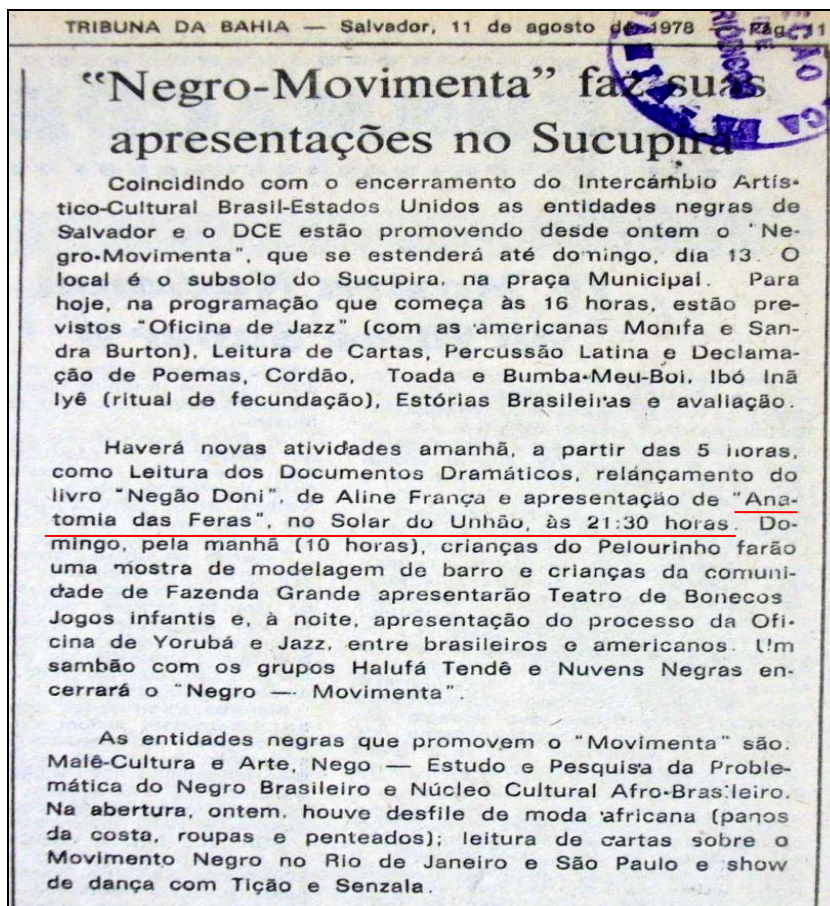 TRIBUNA DA BAHIA — Salvador, 11 de agosto de 1978 — Pág. 1
“Negro-Movimenta” faz suas
apresentações no Sucupira
Coincidindo com o encerramento do Intercâmbio Artís-
tico-Cultural Brasil-Estados Unidos as entidades negras de
Salvador e o DCE estão promovendo desde ontem o "Ne-
gro-Movimenta", que se estenderá até domingo, dia 13. O
local é o subsolo do Sucupira, na praça Municipal. Para
hoje, na programação que começa às 16 horas, estão pre-
vistos "Oficina de Jazz" (com as americanas Monifa e San-
dra Burton), Leitura de Cartas, Percussão Latina e Declama-
ção de Poemas, Cordão, Toada e Bumba-Meu-Boi, Ibó Inã
Iyê (ritual de fecundação), Estórias Brasileiras e avaliação.
Haverá novas atividades amanhã, a partir das 5 horas,
como Leitura dos Documentos Dramáticos, relánçamento do
livro "Negão Doni", de Aline França e apresentação de "Ana-
tomia das Feras", no Solar do Unhão, às 21:30 horas. Do-
mingo, pela manhã (10 horas), crianças do Pelourinho farão
uma mostra de modelagem de barro e crianças da comuni-
dade de Fazenda Grande apresentarão Teatro de Bonecos
Jogos infantis e, à noite, apresentação do processo da Ofi-
cina de Yorubá e Jazz, entre brasileiros e americanos. Um
sambão com os grupos Halufá Tendê e Nuvens Negras en-
cerrará o "Negro — Movimenta".
As entidades negras que promovem o "Movimenta" são:
Malê-Cultura e Arte, Nego — Estudo e Pesquisa da Proble-
mática do Negro Brasileiro e Núcleo Cultural Afro-Brasileiro.
Na abertura, ontem, houve desfile de moda africana (panos
da costa, roupas e penteados); leitura de cartas sobre o
Movimento Negro no Rio de Janeiro e São Paulo e show
de dança com Tição e Senzala.